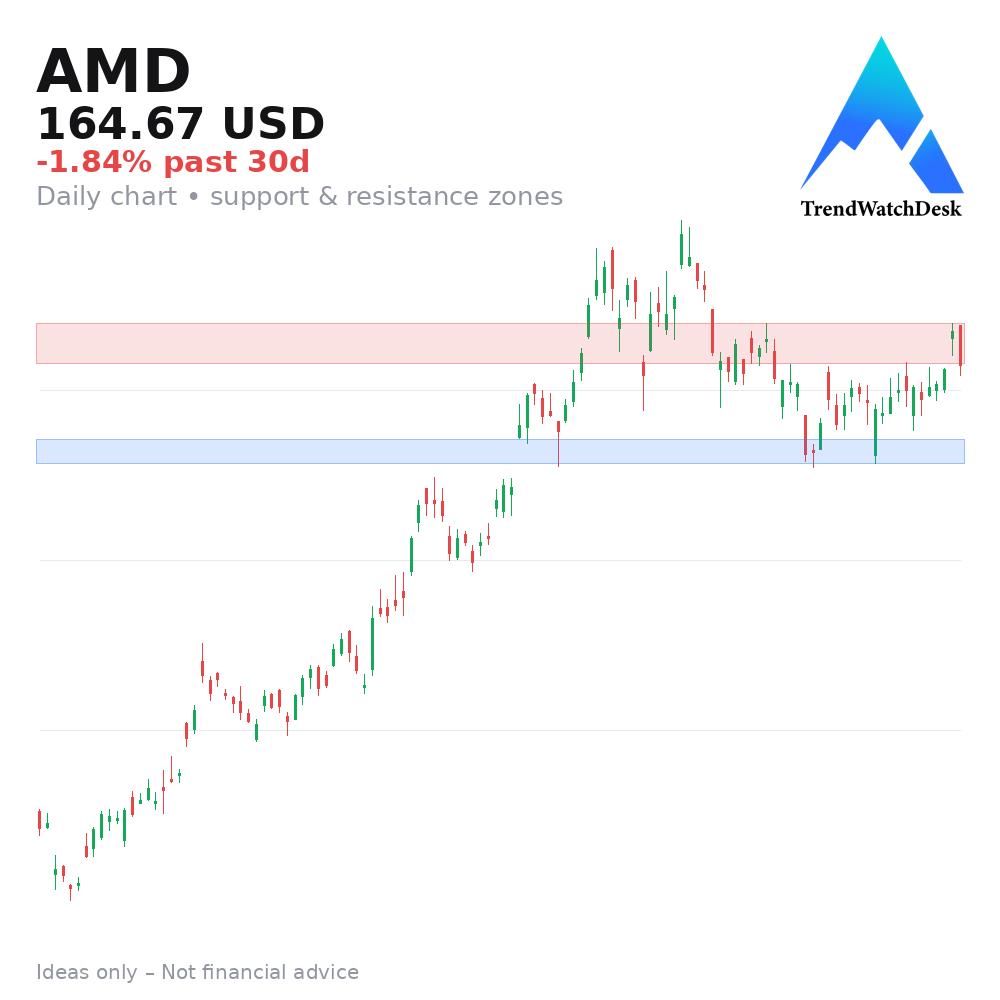 AMD
164.67 USD
-1.84% past 30d
Daily chart • support & resistance zones
TrendWatchDesk
Ideas only – Not financial advice